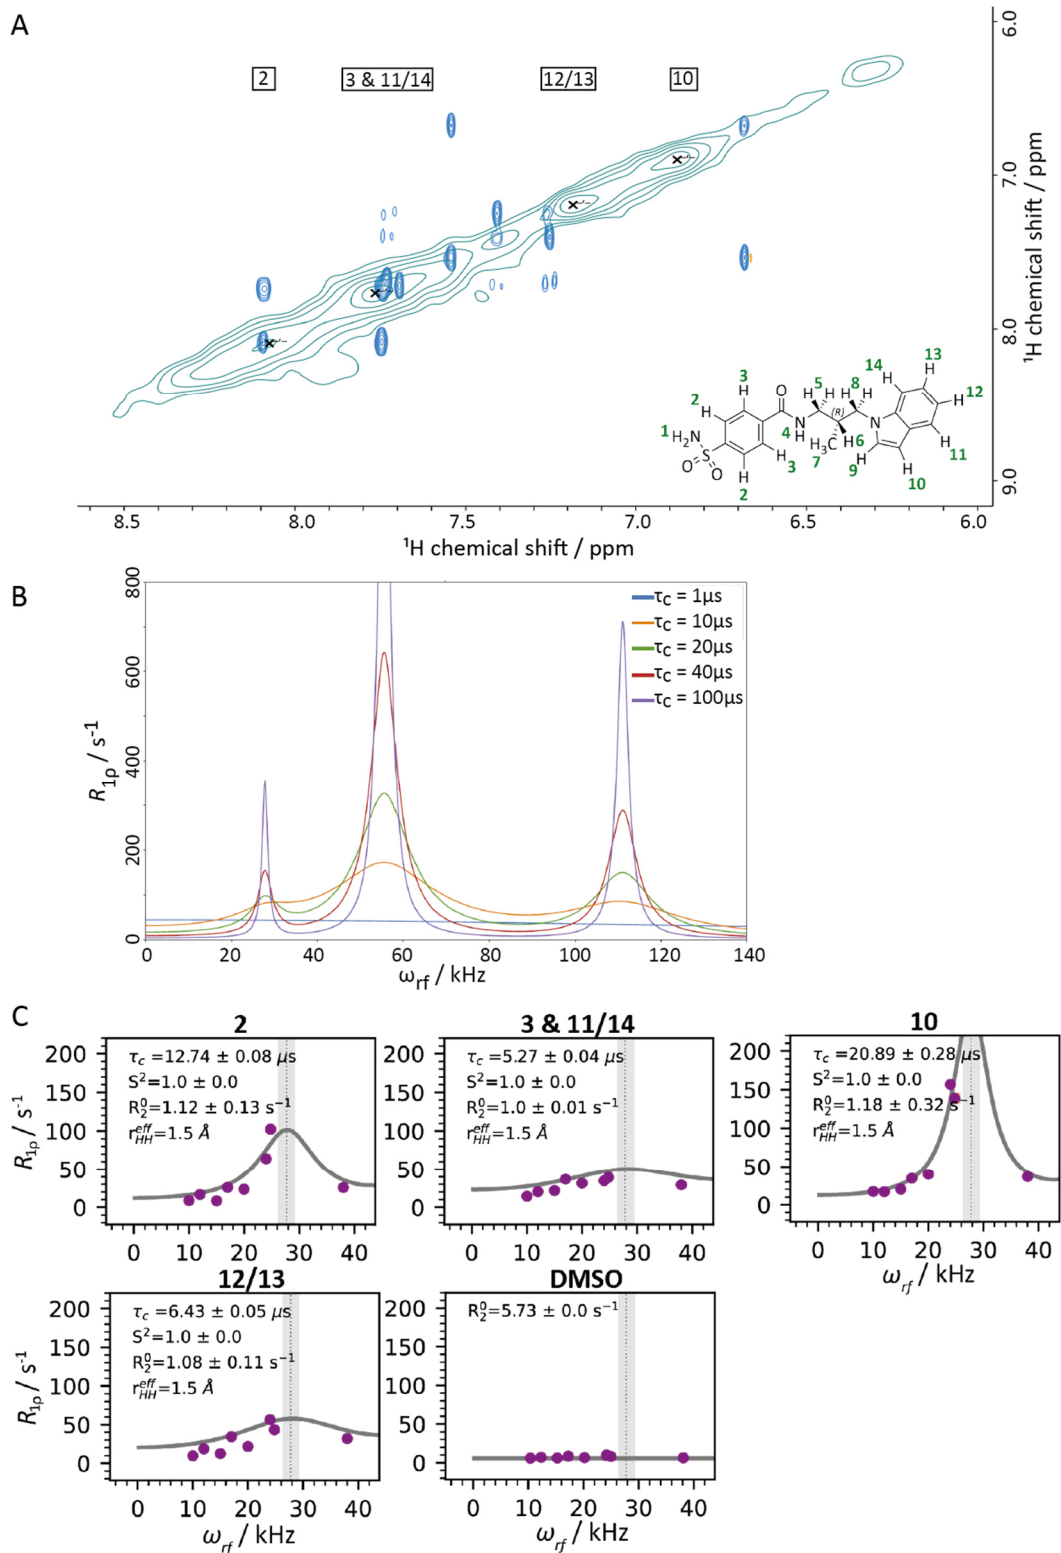 A
2
3 & 11/14
12/13
10
6.0
7.0
8.0
9.0
¹H chemical shift / ppm
8.5
8.0
7.5
7.0
6.5
6.0
¹H chemical shift / ppm
3
2
1
H₂N
S
O
O
H
H
H
H
2
3
O
N
H
4
5
H
H
8
H
H
(R)
H₃C
7
H
6
N
14
H
13
H
H
12
H
11
H
10
H
9
B
800
600
400
200
0
R1ρ / s⁻¹
τC = 1µs
τC = 10µs
τC = 20µs
τC = 40µs
τC = 100µs
0
20
40
60
80
100
120
140
ωrf / kHz
C
2
τc =12.74 ± 0.08 µs
S²=1.0 ± 0.0
R₂⁰=1.12 ± 0.13 s⁻¹
r_HH^eff=1.5 Å
R1ρ / s⁻¹
200
150
100
50
0
0
10
20
30
40
3 & 11/14
τc =5.27 ± 0.04 µs
S²=1.0 ± 0.0
R₂⁰=1.0 ± 0.01 s⁻¹
r_HH^eff=1.5 Å
200
150
100
50
0
0
10
20
30
40
10
τc =20.89 ± 0.28 µs
S²=1.0 ± 0.0
R₂⁰=1.18 ± 0.32 s⁻¹
r_HH^eff=1.5 Å
200
150
100
50
0
0
20
40
ωrf / kHz
12/13
τc =6.43 ± 0.05 µs
S²=1.0 ± 0.0
R₂⁰=1.08 ± 0.11 s⁻¹
r_HH^eff=1.5 Å
R1ρ / s⁻¹
200
150
100
50
0
0
10
20
30
40
ωrf / kHz
DMSO
R₂⁰=5.73 ± 0.0 s⁻¹
200
150
100
50
0
0
10
20
30
40
ωrf / kHz